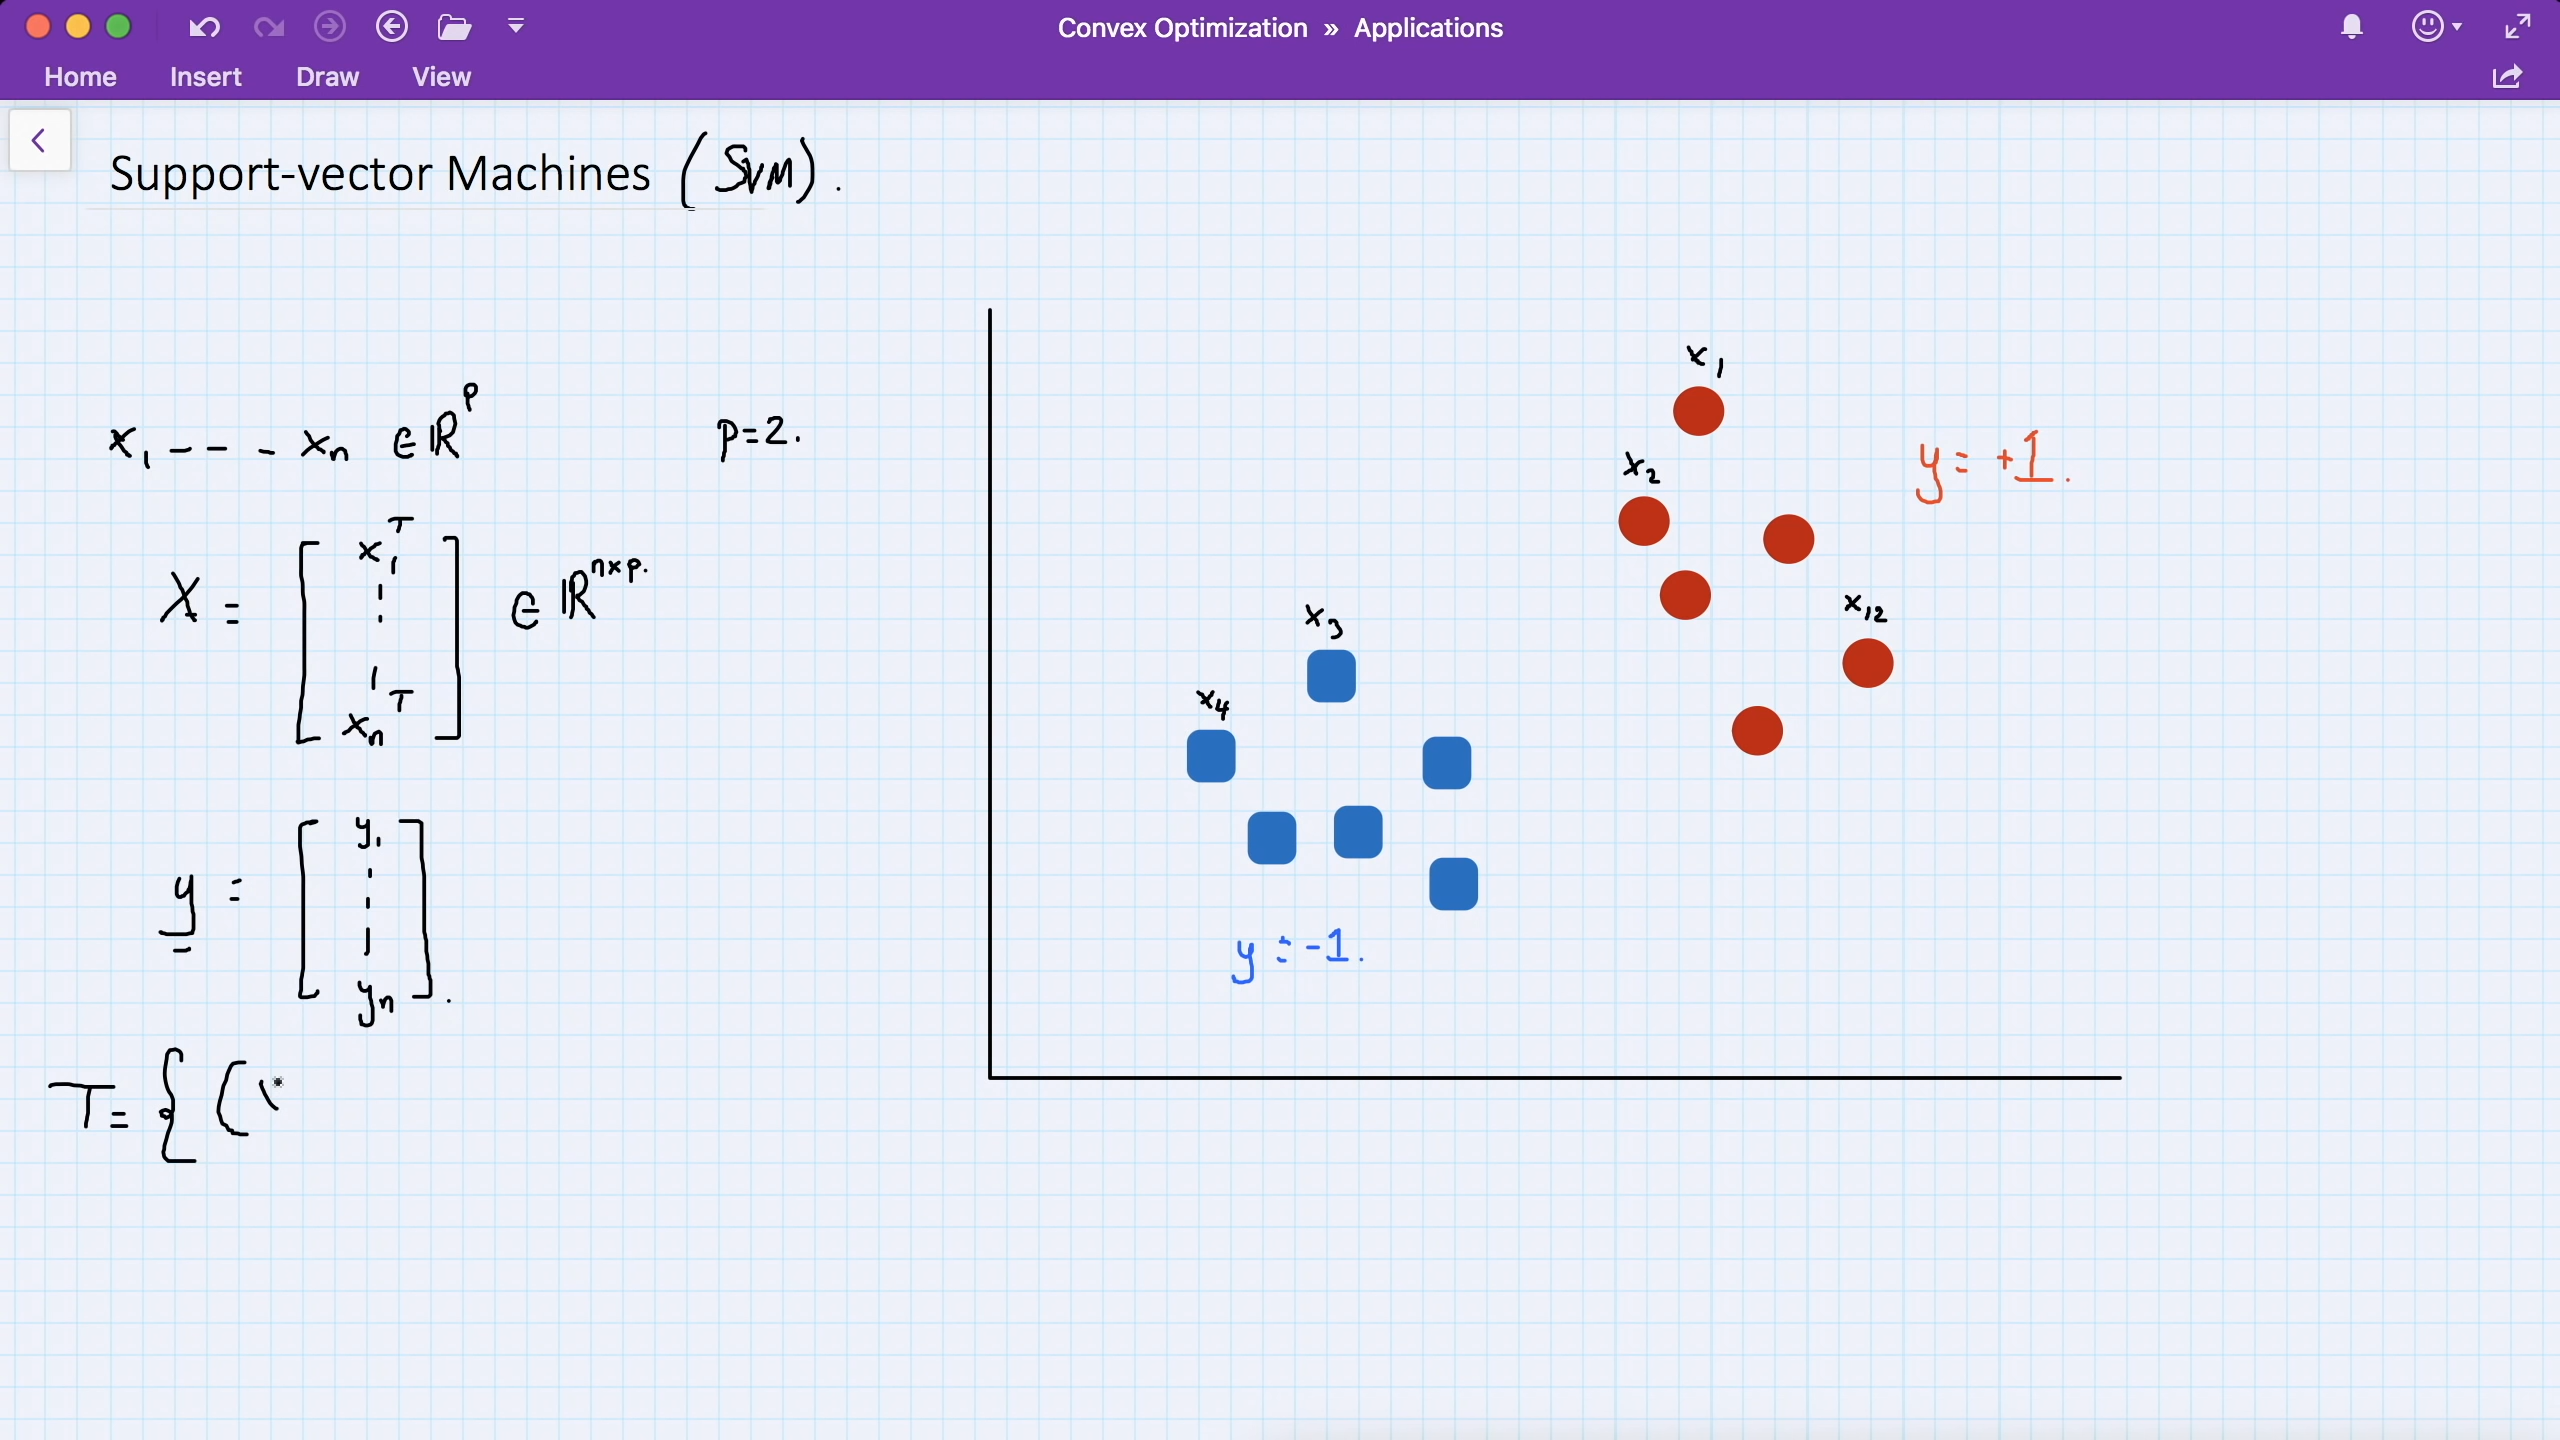 Convex Optimization » Applications
Home Insert Draw View
Support-vector Machines (SVM).
x₁ - - - xₙ ∈ ℝᵖ
p=2.
X = [x₁ᵀ ⋮ xₙᵀ] ∈ ℝⁿˣᵖ.
y = [y₁ ⋮ yₙ].
T = { (
x₁
x₂
y = +1.
x₁₂
x₃
x₄
y = -1.